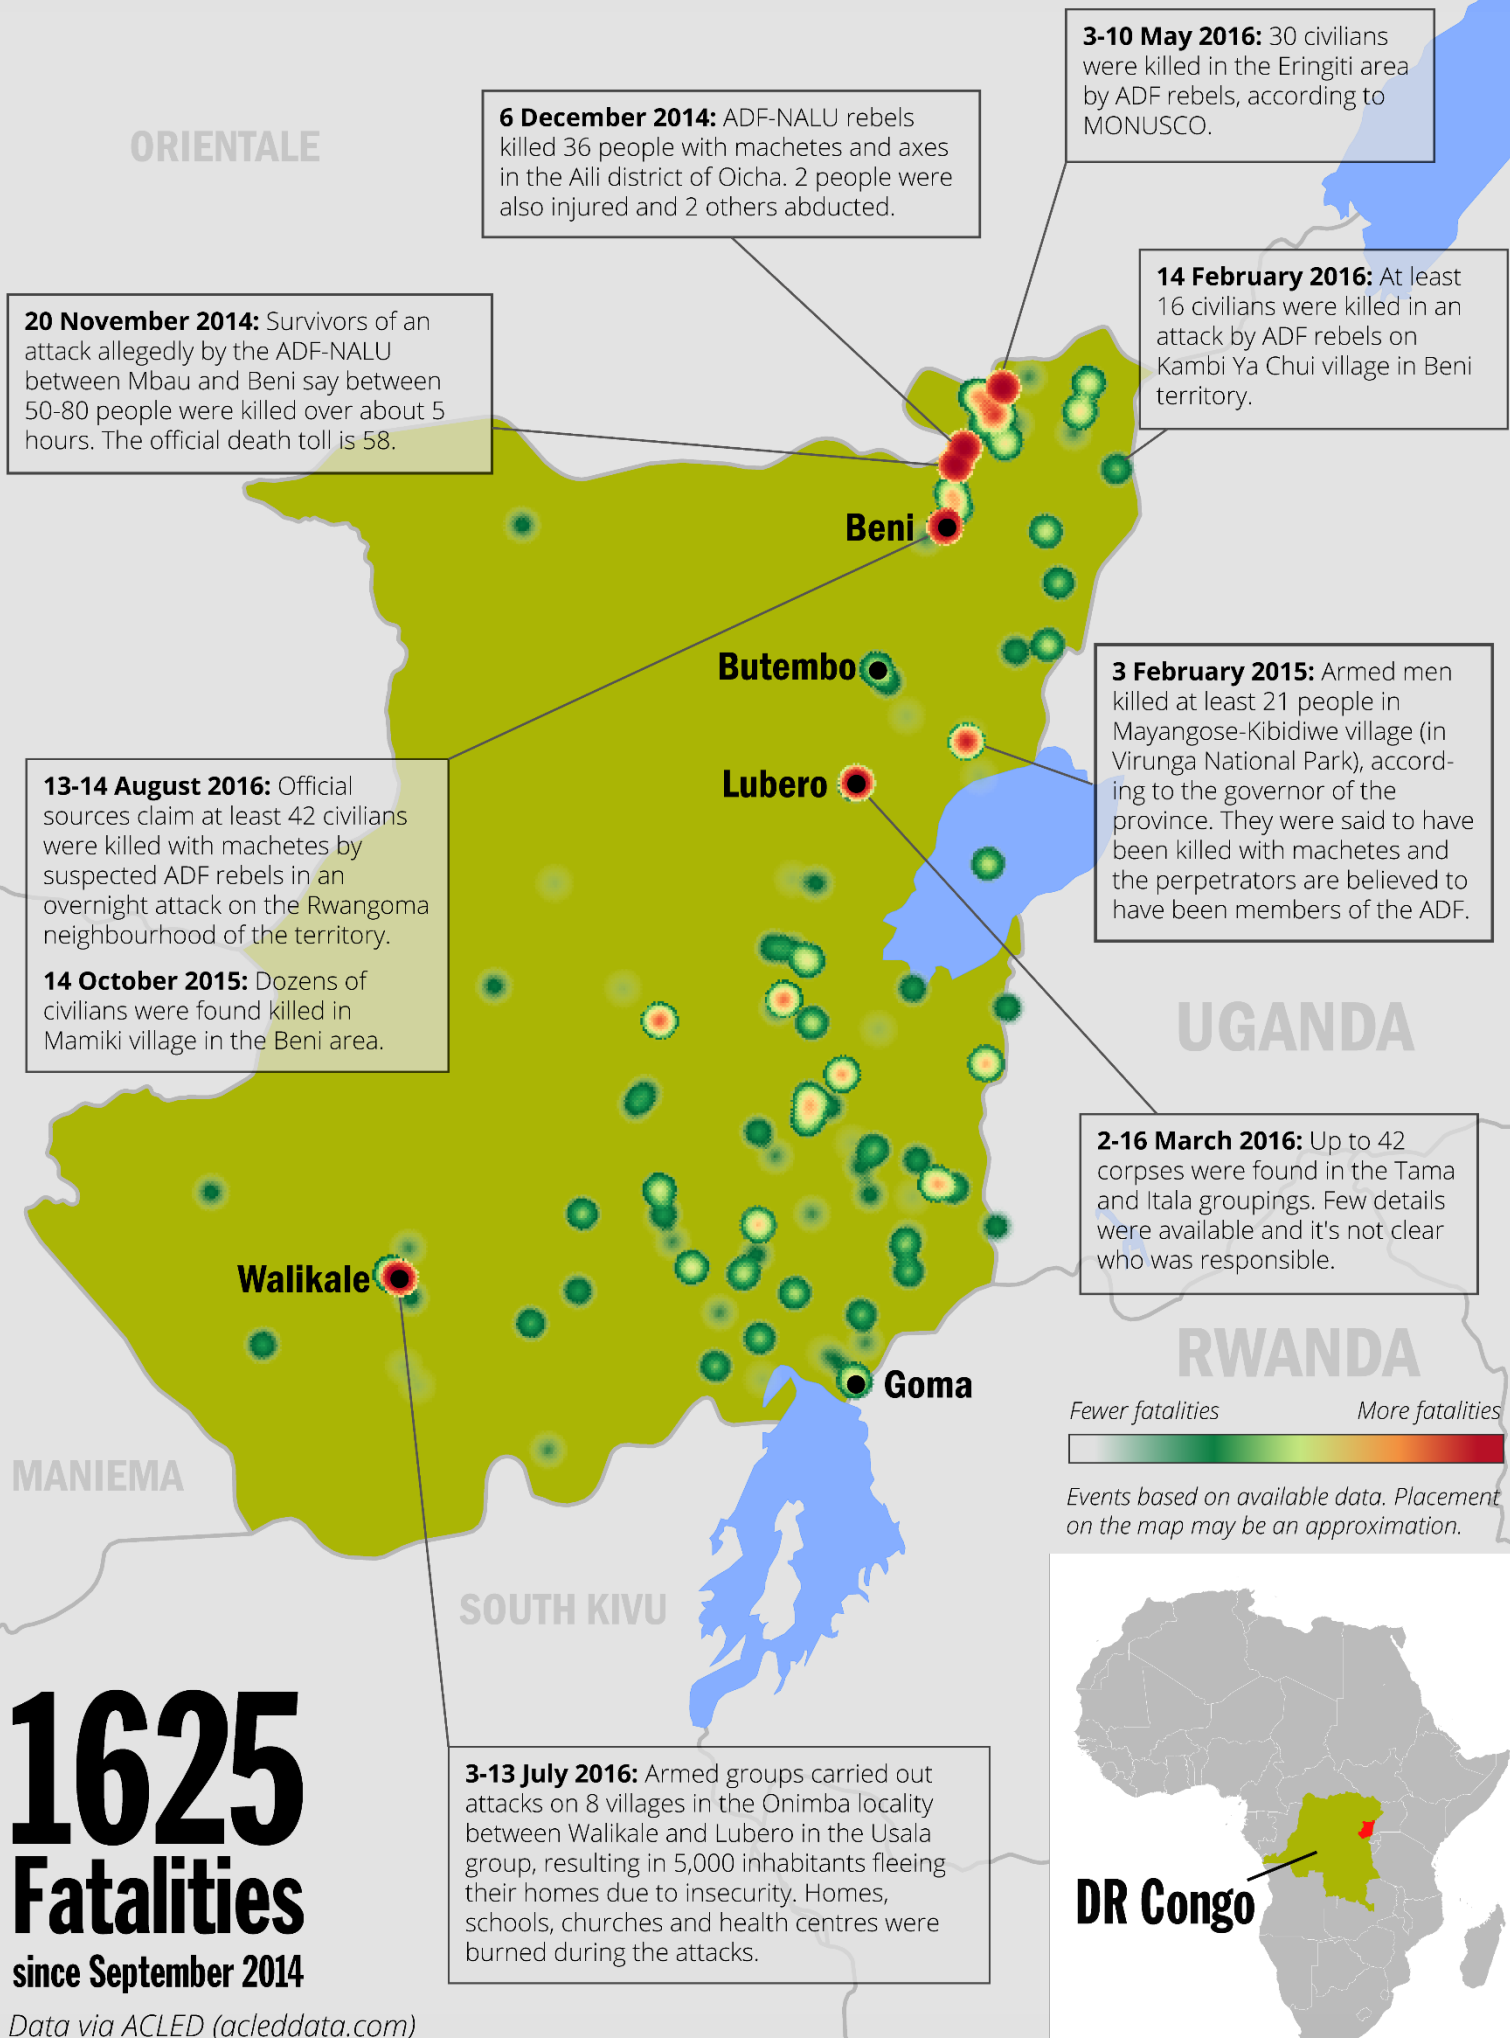 3-10 May 2016: 30 civilians
were killed in the Eringiti area
by ADF rebels, according to
MONUSCO.
6 December 2014: ADF-NALU rebels
killed 36 people with machetes and axes
in the Aili district of Oicha. 2 people were
also injured and 2 others abducted.
ORIENTALE
14 February 2016: At least
16 civilians were killed in an
attack by ADF rebels on
Kambi Ya Chui village in Beni
territory.
20 November 2014: Survivors of an
attack allegedly by the ADF-NALU
between Mbau and Beni say between
50-80 people were killed over about 5
hours. The official death toll is 58.
Beni
Butembo
3 February 2015: Armed men
killed at least 21 people in
Mayangose-Kibidiwe village (in
Virunga National Park), accord-
ing to the governor of the
province. They were said to have
been killed with machetes and
the perpetrators are believed to
have been members of the ADF.
Lubero
13-14 August 2016: Official
sources claim at least 42 civilians
were killed with machetes by
suspected ADF rebels in an
overnight attack on the Rwangoma
neighbourhood of the territory.
14 October 2015: Dozens of
civilians were found killed in
Mamiki village in the Beni area.
UGANDA
2-16 March 2016: Up to 42
corpses were found in the Tama
and Itala groupings. Few details
were available and it's not clear
who was responsible.
Walikale
RWANDA
Goma
Fewer fatalities
More fatalities
Events based on available data. Placement
on the map may be an approximation.
MANIEMA
SOUTH KIVU
1625
Fatalities
since September 2014
Data via ACLED (acleddata.com)
3-13 July 2016: Armed groups carried out
attacks on 8 villages in the Onimba locality
between Walikale and Lubero in the Usala
group, resulting in 5,000 inhabitants fleeing
their homes due to insecurity. Homes,
schools, churches and health centres were
burned during the attacks.
DR Congo